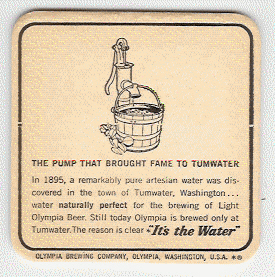 THE PUMP THAT BROUGHT FAME TO TUMWATER
In 1895, a remarkably pure artesian water was dis-
covered in the town of Tumwater, Washington...
water naturally perfect for the brewing of Light
Olympia Beer. Still today Olympia is brewed only at
Tumwater. The reason is clear "It's the Water"
OLYMPIA BREWING COMPANY, OLYMPIA, WASHINGTON, U.S.A. ★®